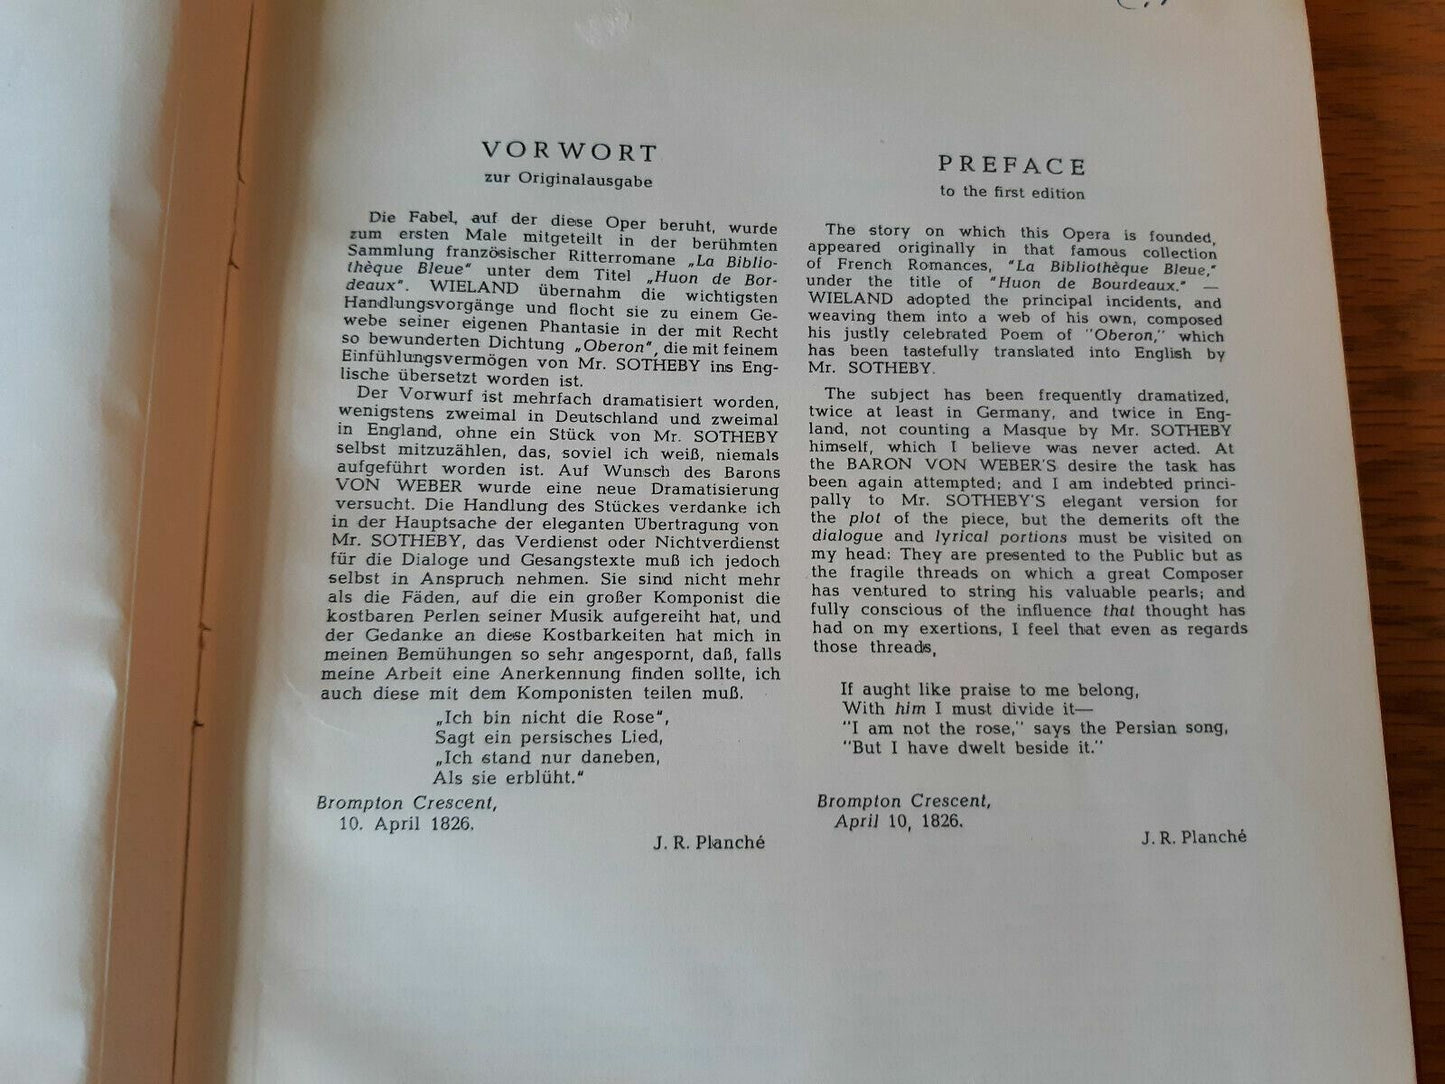 VORWORT
zur Originalausgabe
Die Fabel, auf der diese Oper beruht, wurde
zum ersten Male mitgeteilt in der berühmten
Sammlung französischer Ritterromane „La Biblio-
thèque Bleue“ unter dem Titel „Huon de Bor-
deaux“. WIELAND übernahm die wichtigsten
Handlungsvorgänge und flocht sie zu einem Ge-
webe seiner eigenen Phantasie in der mit Recht
so bewunderten Dichtung „Oberon“, die mit feinem
Einfühlungsvermögen von Mr. SOTHEBY ins Eng-
lische übersetzt worden ist.
Der Vorwurf ist mehrfach dramatisiert worden,
wenigstens zweimal in Deutschland und zweimal
in England, ohne ein Stück von Mr. SOTHEBY
selbst mitzuzählen, das, soviel ich weiß, niemals
aufgeführt worden ist. Auf Wunsch des Barons
VON WEBER wurde eine neue Dramatisierung
versucht. Die Handlung des Stückes verdanke ich
in der Hauptsache der eleganten Übertragung von
Mr. SOTHEBY, das Verdienst oder Nichtverdienst
für die Dialoge und Gesangstexte muß ich jedoch
selbst in Anspruch nehmen. Sie sind nicht mehr
als die Fäden, auf die ein großer Komponist die
kostbaren Perlen seiner Musik aufgereiht hat, und
der Gedanke an diese Kostbarkeiten hat mich in
meinen Bemühungen so sehr angespornt, daß, falls
meine Arbeit eine Anerkennung finden sollte, ich
auch diese mit dem Komponisten teilen muß.
„Ich bin nicht die Rose“,
Sagt ein persisches Lied,
„Ich stand nur daneben,
Als sie erblüht.“
Brompton Crescent,
10. April 1826.
J. R. Planché
PREFACE
to the first edition
The story on which this Opera is founded,
appeared originally in that famous collection
of French Romances, "La Bibliothèque Bleue,"
under the title of "Huon de Bourdeaux." —
WIELAND adopted the principal incidents, and
weaving them into a web of his own, composed
his justly celebrated Poem of "Oberon," which
has been tastefully translated into English by
Mr. SOTHEBY.
The subject has been frequently dramatized,
twice at least in Germany, and twice in Eng-
land, not counting a Masque by Mr. SOTHEBY
himself, which I believe was never acted. At
the BARON VON WEBER'S desire the task has
been again attempted; and I am indebted princi-
pally to Mr. SOTHEBY'S elegant version for
the plot of the piece, but the demerits oft the
dialogue and lyrical portions must be visited on
my head: They are presented to the Public but as
the fragile threads on which a great Composer
has ventured to string his valuable pearls; and
fully conscious of the influence that thought has
had on my exertions, I feel that even as regards
those threads,
If aught like praise to me belong,
With him I must divide it—
"I am not the rose," says the Persian song,
"But I have dwelt beside it."
Brompton Crescent,
April 10, 1826.
J. R. Planché